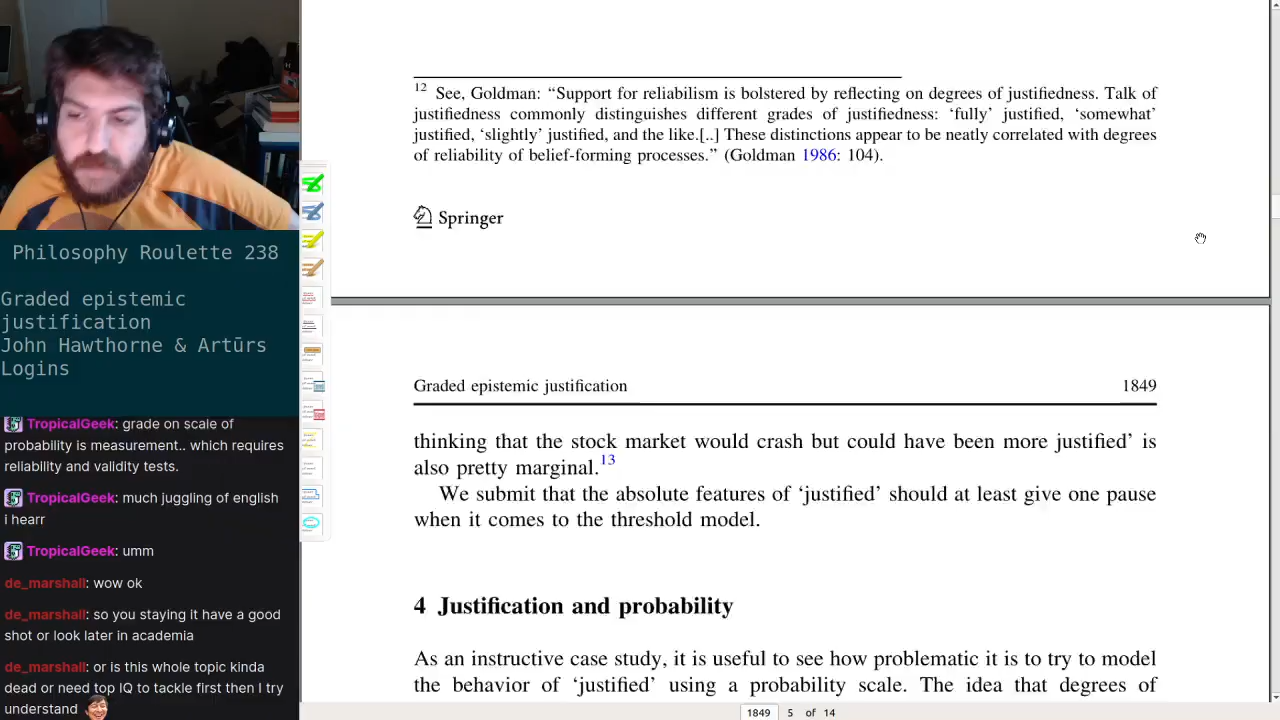 Philosophy Roulette 238
Graded epistemic
justification
John Hawthorne & Artūrs
Logins
TropicalGeek: grade on scale of
probability is measurement.. which requires
reliability and validity tests.
TropicalGeek: much juggling of english
i hearr
TropicalGeek: umm
de_marshall: wow ok
de_marshall: so you staying it have a good
shot or look later in academia
de_marshall: or is this whole topic kinda
dead or need top IQ to tackle first then I try
understand
12 See, Goldman: “Support for reliabilism is bolstered by reflecting on degrees of justifiedness. Talk of
justifiedness commonly distinguishes different grades of justifiedness: ‘fully’ justified, ‘somewhat’
justified, ‘slightly’ justified, and the like.[..] These distinctions appear to be neatly correlated with degrees
of reliability of belief-forming processes.” (Goldman 1986: 104).
Springer
Graded epistemic justification 1849
thinking that the stock market would crash but could have been more justified’ is
also pretty marginal.13
We submit that the absolute features of ‘justified’ should at least give one pause
when it comes to the threshold model.
4 Justification and probability
As an instructive case study, it is useful to see how problematic it is to try to model
the behavior of ‘justified’ using a probability scale. The idea that degrees of
1849 5 of 14